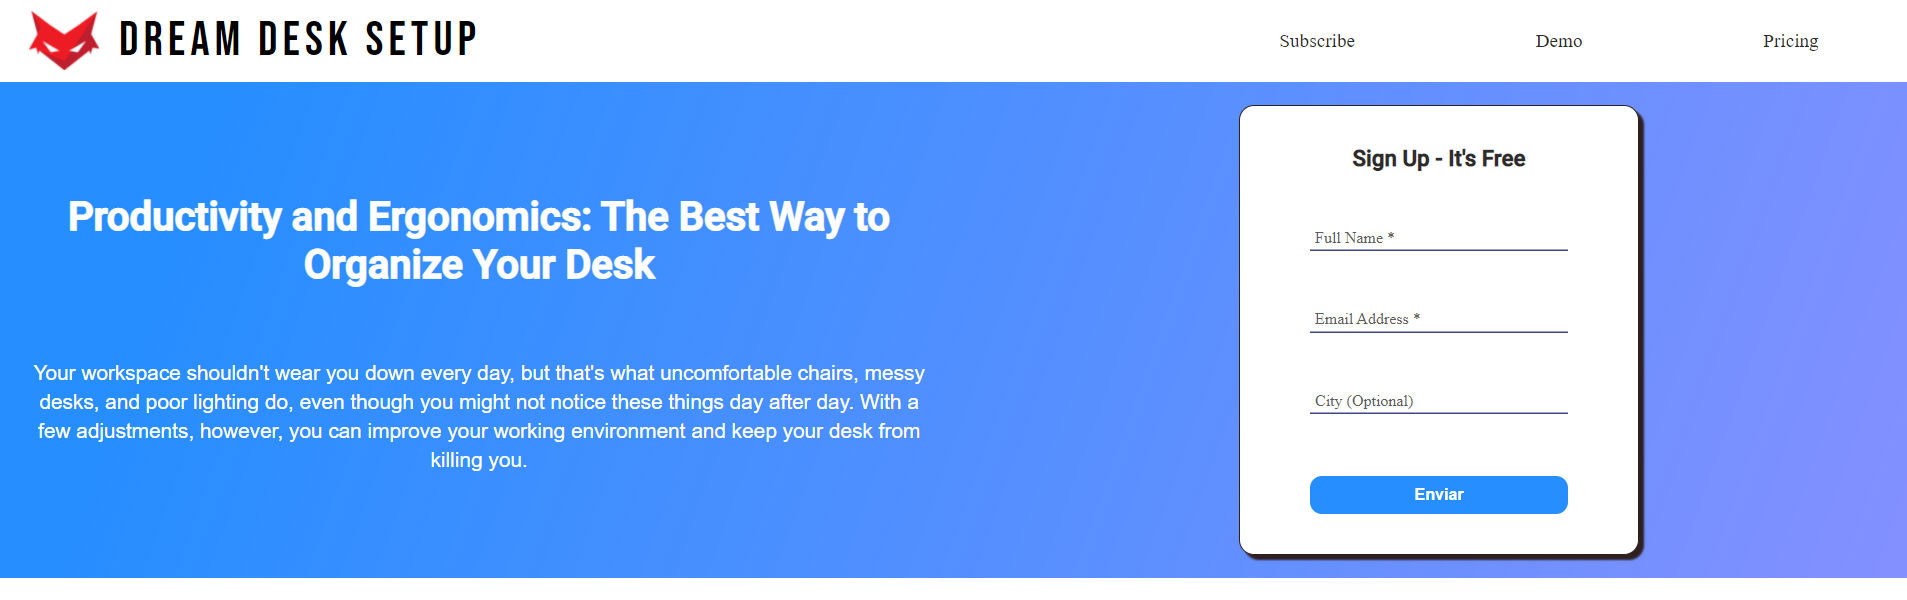 DREAM DESK SETUP
Subscribe
Demo
Pricing
Productivity and Ergonomics: The Best Way to
Organize Your Desk
Your workspace shouldn't wear you down every day, but that's what uncomfortable chairs, messy
desks, and poor lighting do, even though you might not notice these things day after day. With a
few adjustments, however, you can improve your working environment and keep your desk from
killing you.
Sign Up - It's Free
Full Name *
Email Address *
City (Optional)
Enviar